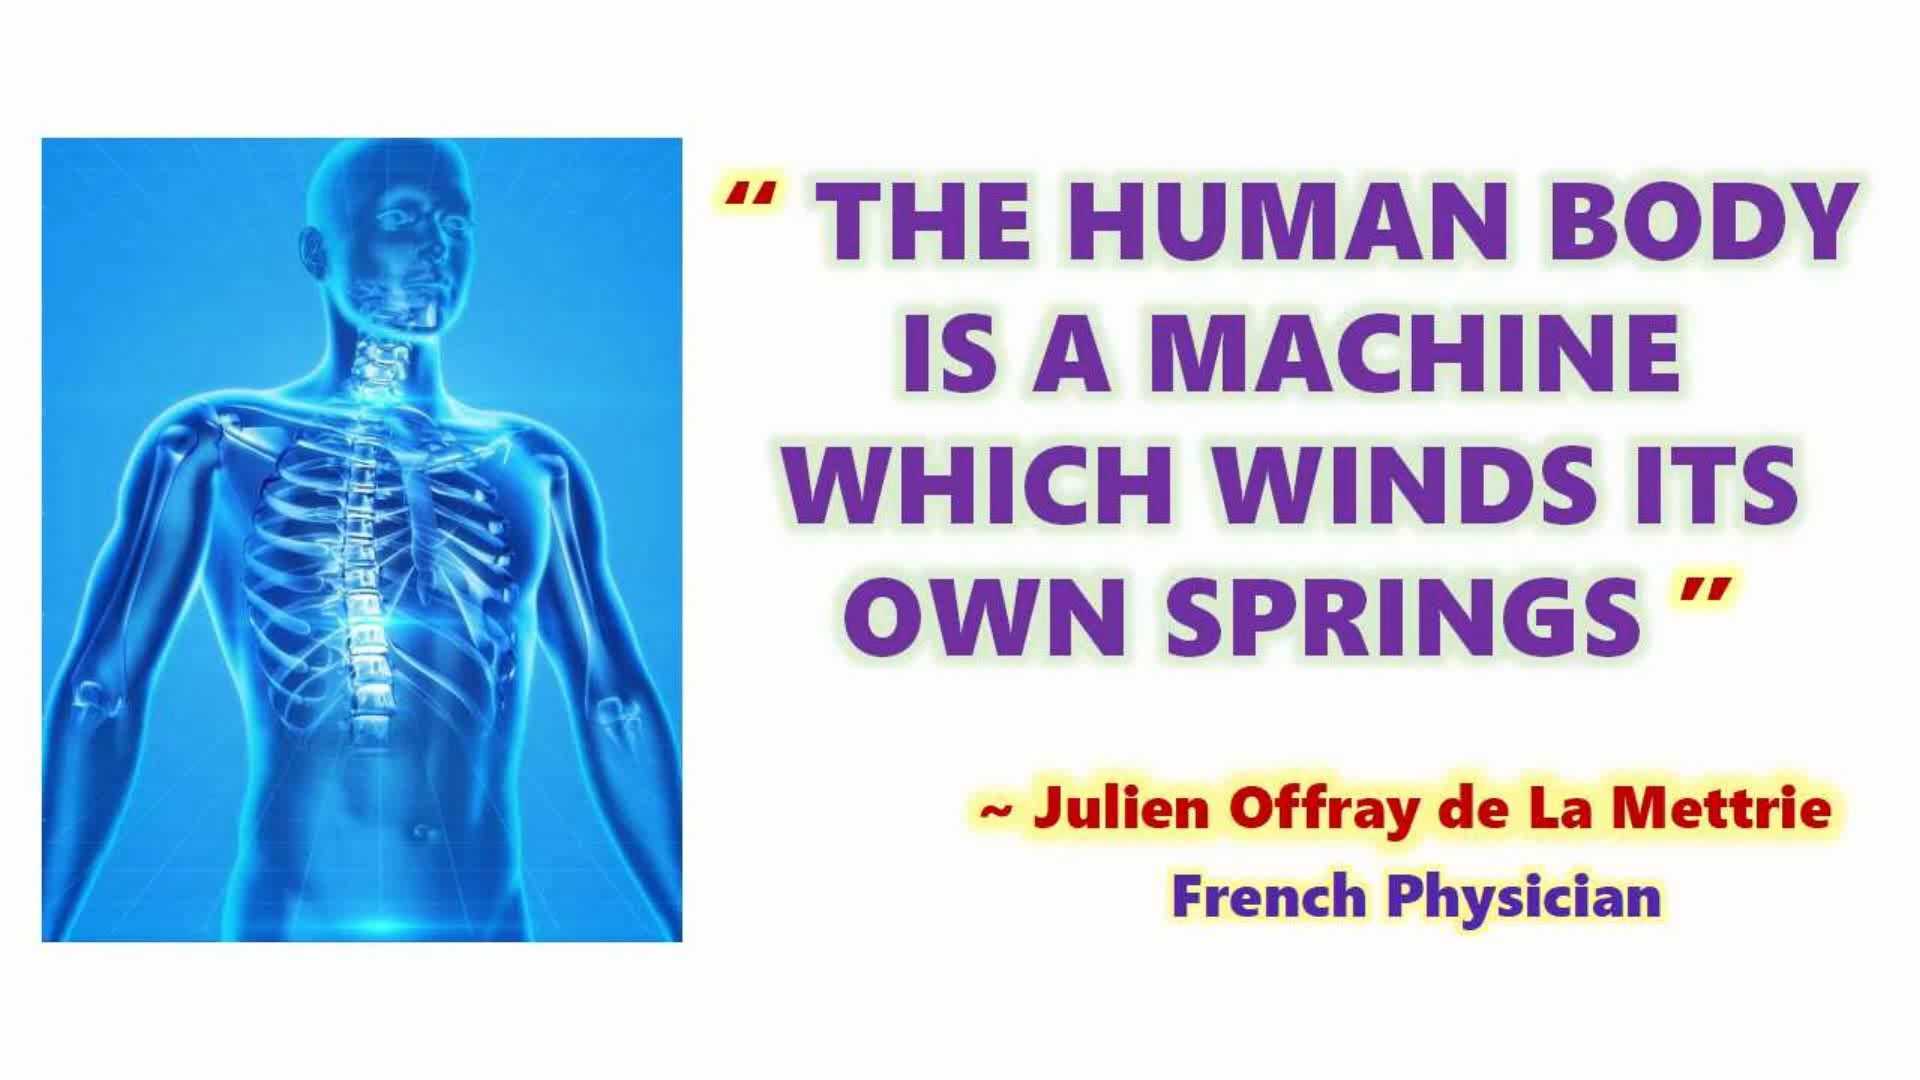 “ THE HUMAN BODY
IS A MACHINE
WHICH WINDS ITS
OWN SPRINGS ”
~ Julien Offray de La Mettrie
French Physician